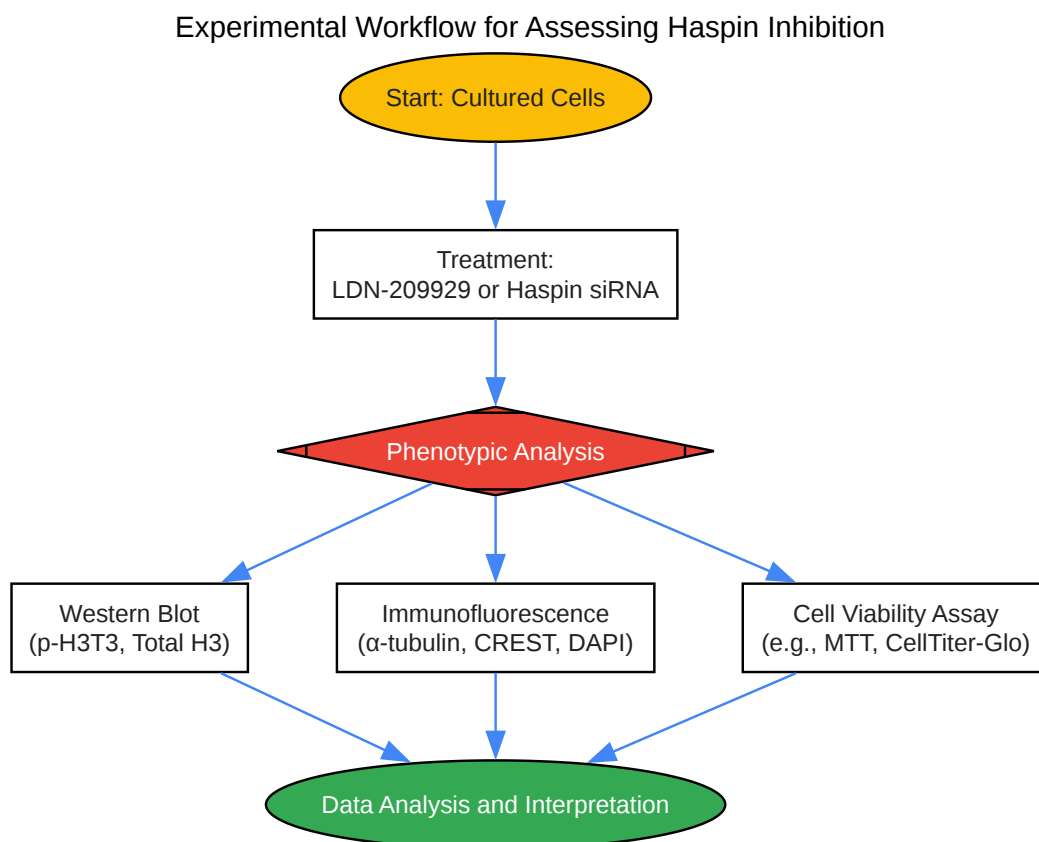 Experimental Workflow for Assessing Haspin Inhibition
Start: Cultured Cells
Treatment:
LDN-209929 or Haspin siRNA
Phenotypic Analysis
Western Blot
(p-H3T3, Total H3)
Immunofluorescence
(α-tubulin, CREST, DAPI)
Cell Viability Assay
(e.g., MTT, CellTiter-Glo)
Data Analysis and Interpretation